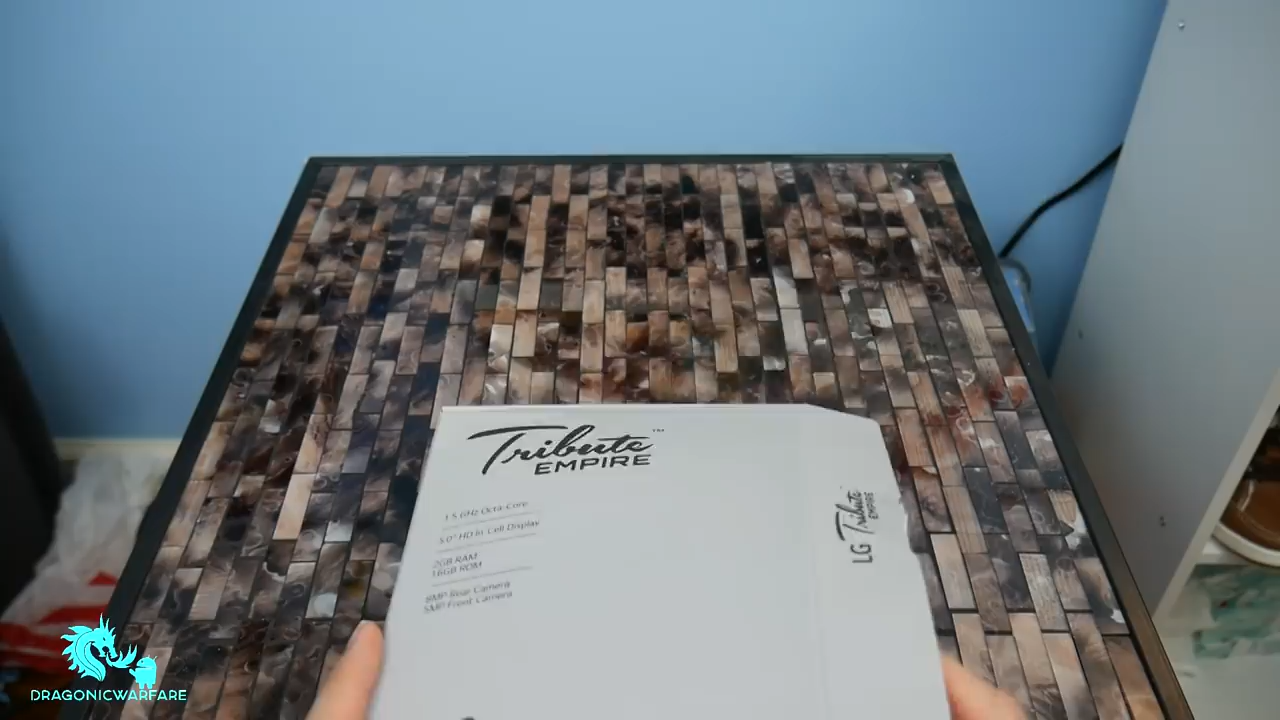 Tribute™
EMPIRE
1.5 GHz Octa-Core
5.0" HD In Cell Display
2GB RAM
16GB ROM
8MP Rear Camera
5MP Front Camera
LG Tribute
EMPIRE
DRAGONICWARFARE